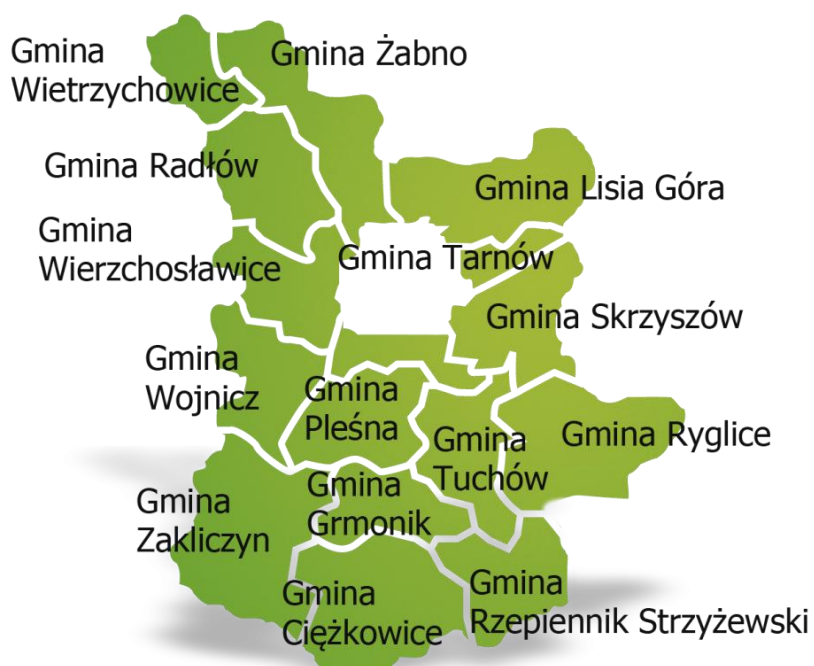 Gmina
Wietrzychowice
Gmina Żabno
Gmina Radłów
Gmina Lisia Góra
Gmina
Wierzchosławice
Gmina Tarnów
Gmina Skrzyszów
Gmina
Wojnicz
Gmina
Pleśna
Gmina
Tuchów
Gmina Ryglice
Gmina
Zakliczyn
Gmina
Grmonik
Gmina
Ciężkowice
Gmina
Rzepiennik Strzyżewski